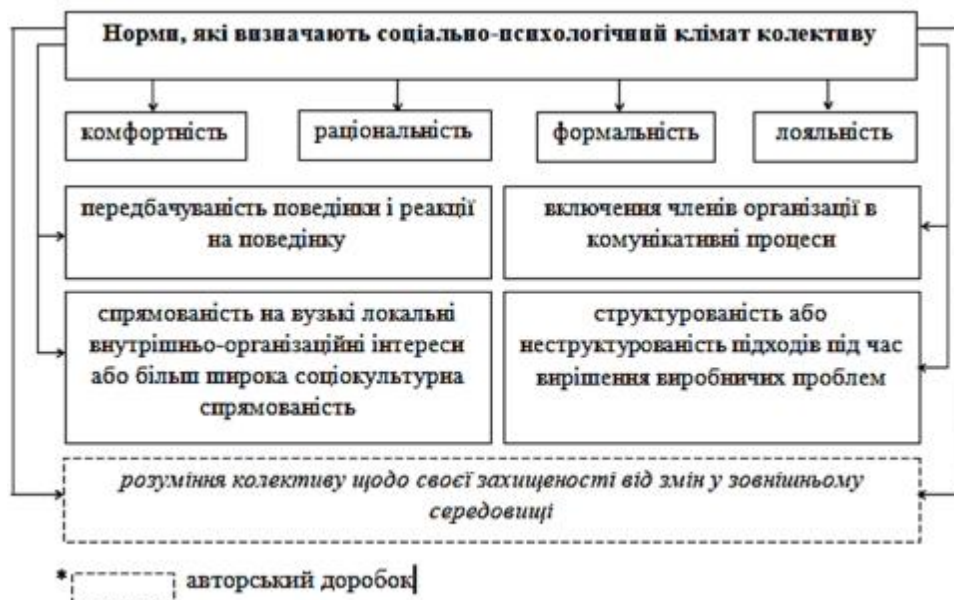 Норми, які визначають соціально-психологічний клімат колективу
комфортність
раціональність
формальність
лояльність
передбачуваність поведінки і реакції
на поведінку
включення членів організації в
комунікативні процеси
спрямованість на вузькі локальні
внутрішньо-організаційні інтереси
або більш широка соціокультурна
спрямованість
структурованість або
неструктурованість підходів під час
вирішення виробничих проблем
розуміння колективу щодо своєї захищеності від змін у зовнішньому
середовищі
* авторський доробок